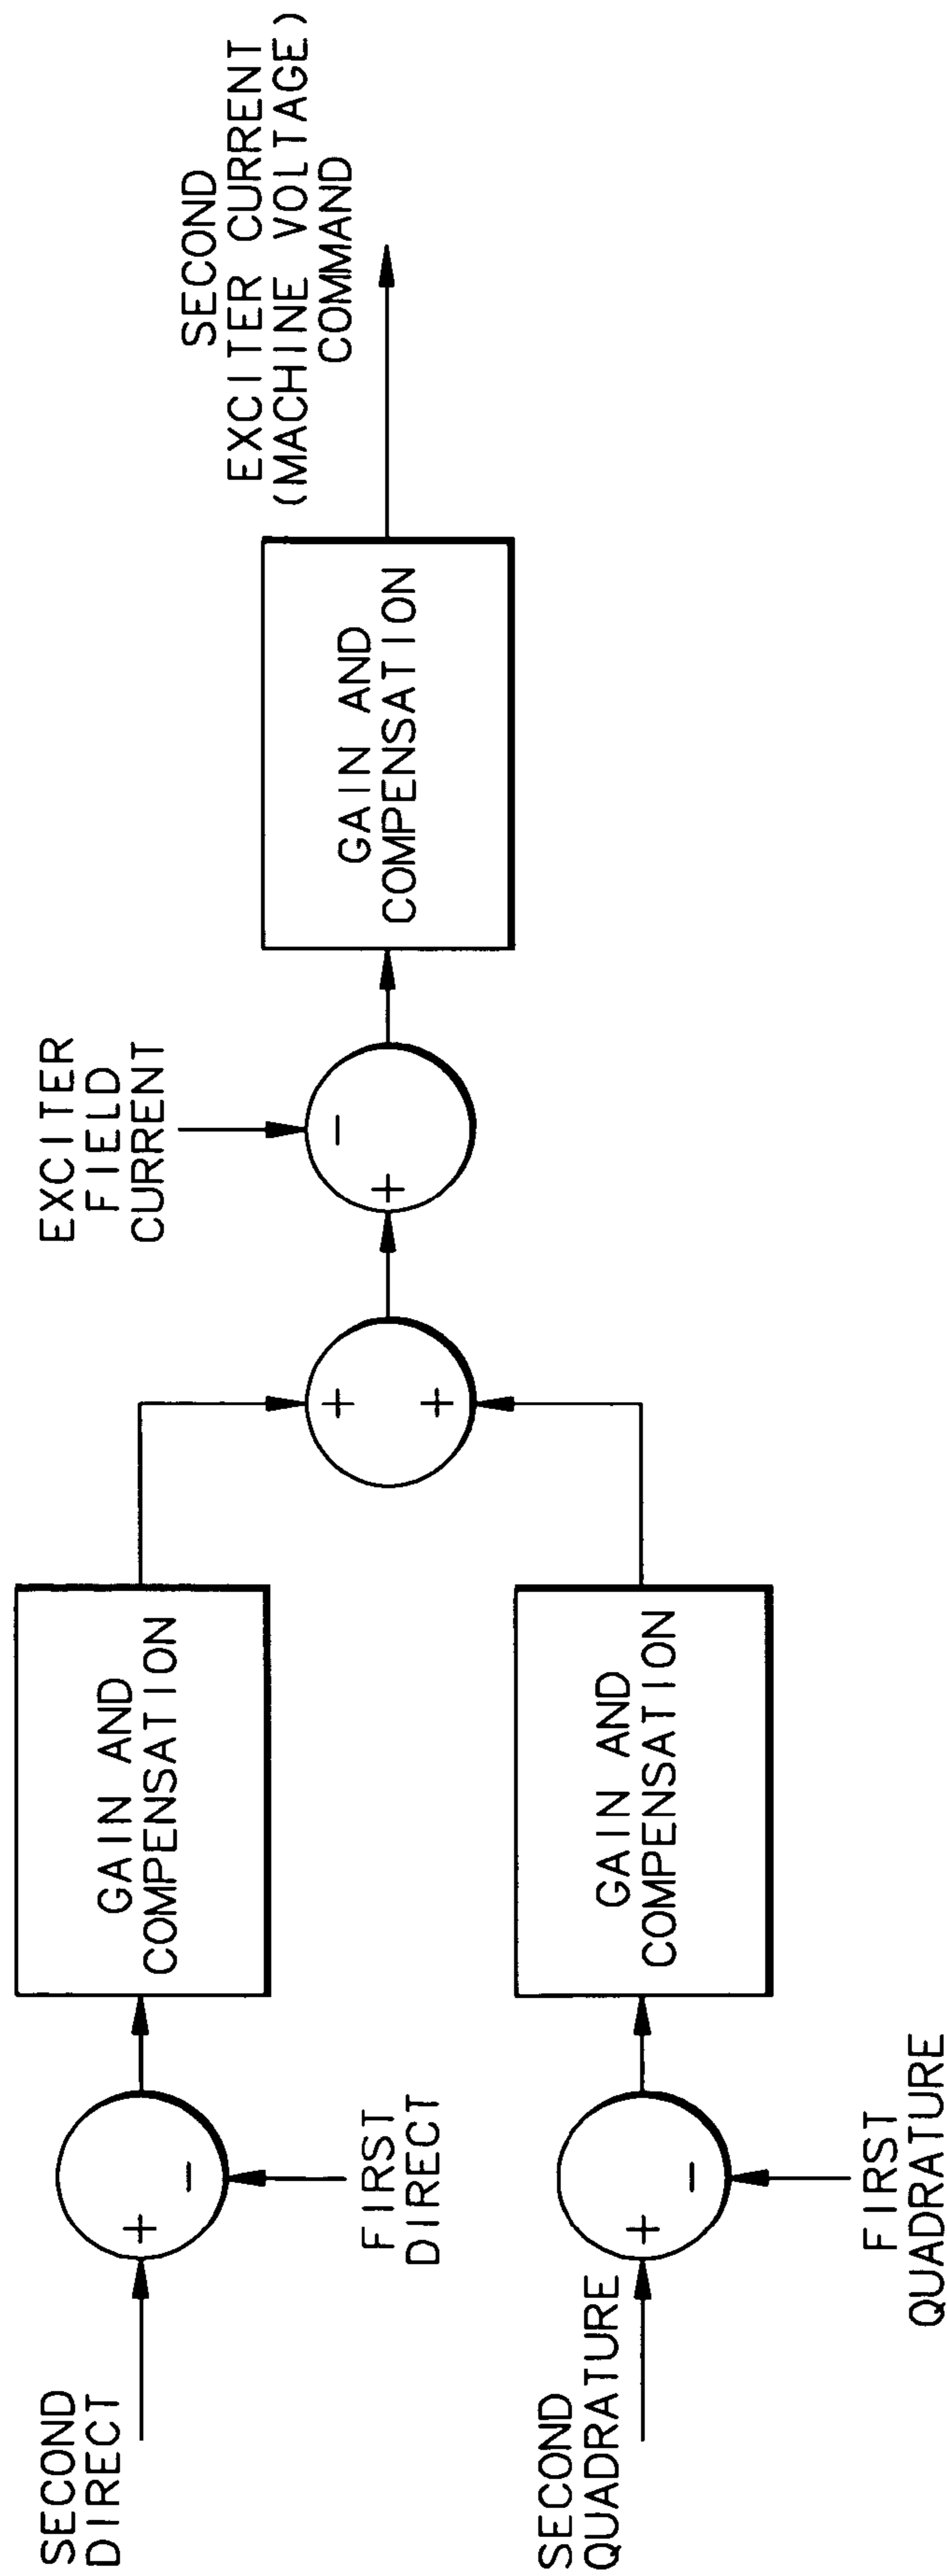 SECOND
DIRECT
+
-
FIRST
DIRECT
GAIN AND
COMPENSATION
SECOND
QUADRATURE
+
-
FIRST
QUADRATURE
GAIN AND
COMPENSATION
+
+
EXCITER
FIELD
CURRENT
-
+
GAIN AND
COMPENSATION
SECOND
EXCITER CURRENT
(MACHINE VOLTAGE)
COMMAND